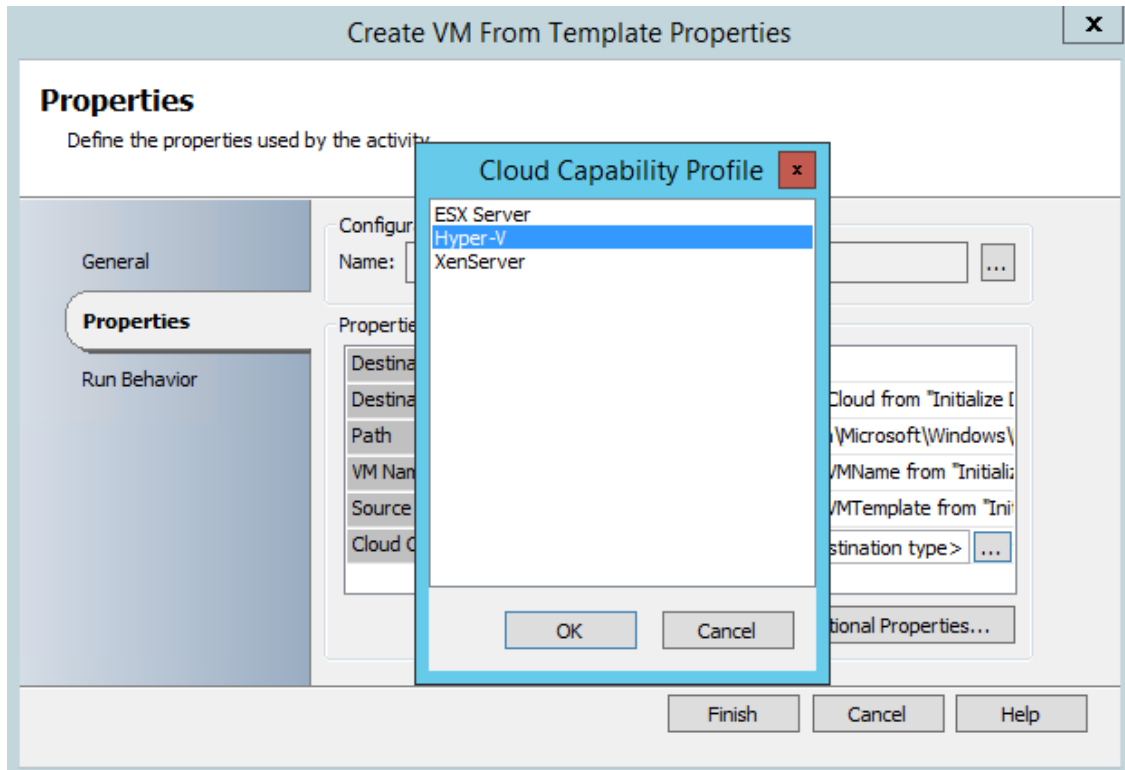 Create VM From Template Properties
x
Properties
Define the properties used by the activity
Cloud Capability Profile
x
ESX Server
Hyper-V
XenServer
General
Properties
Run Behavior
Configur
Name:
...
Propertie
Destina
Destina
Cloud from "Initialize D
Path
\Microsoft\Windows\
VM Nam
VMName from "Initializ
Source
VMTemplate from "Init
Cloud C
stination type> ...
OK
Cancel
tional Properties...
Finish
Cancel
Help